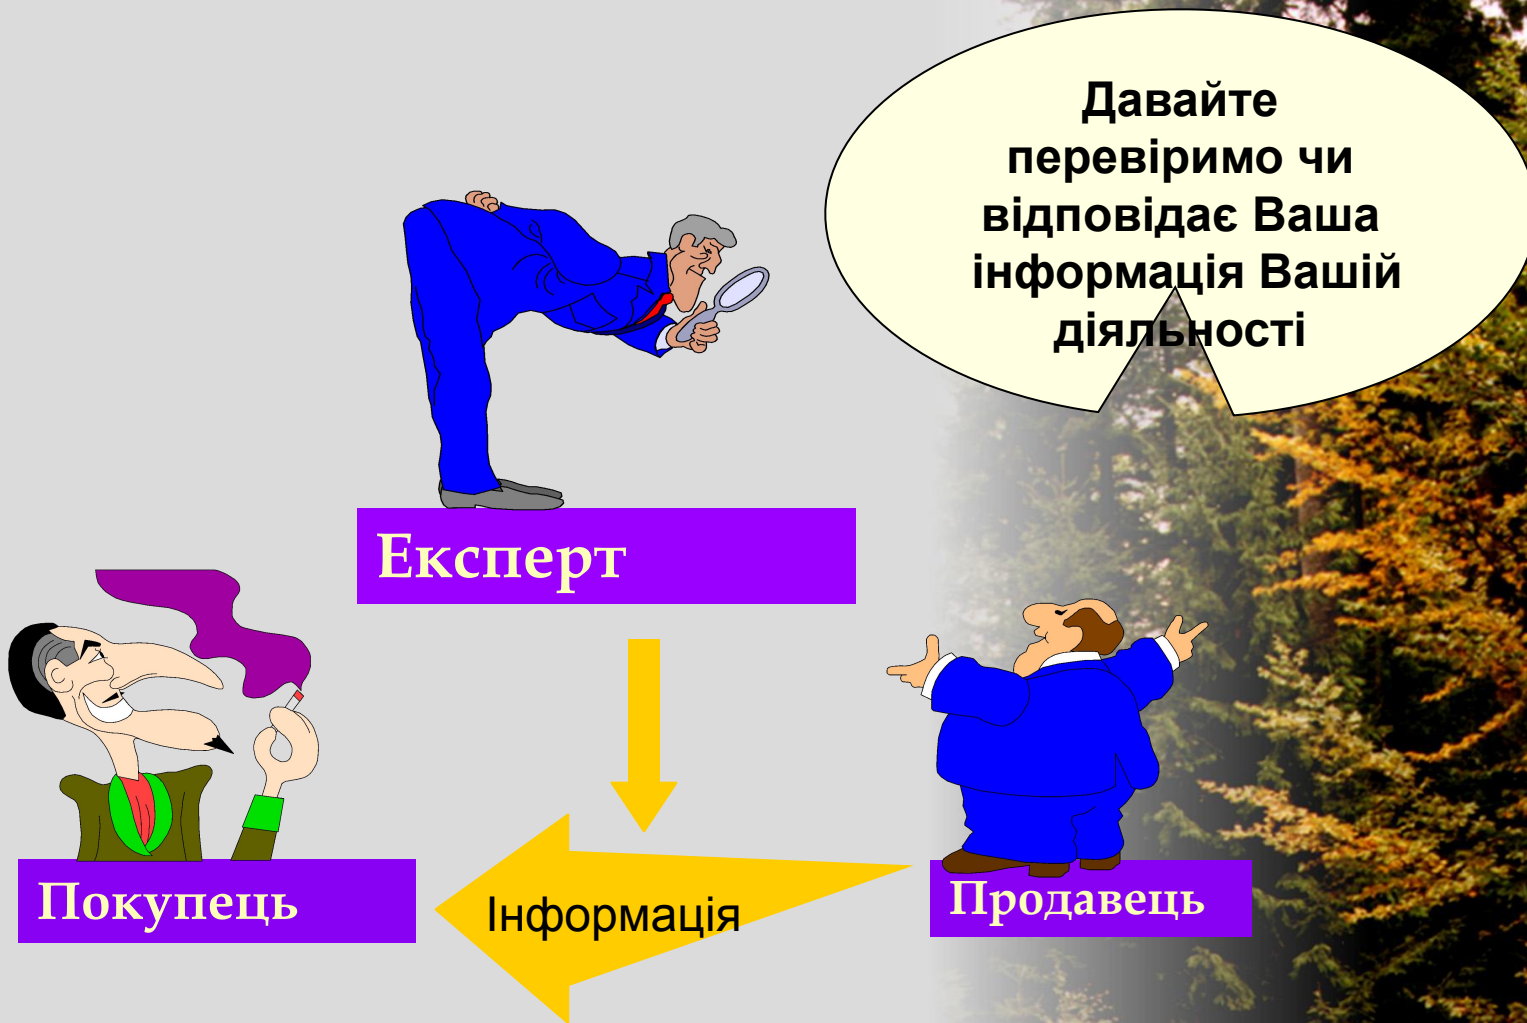 Давайте
перевіримо чи
відповідає Ваша
інформація Вашій
діяльності
Експерт
Покупець
Інформація
Продавець